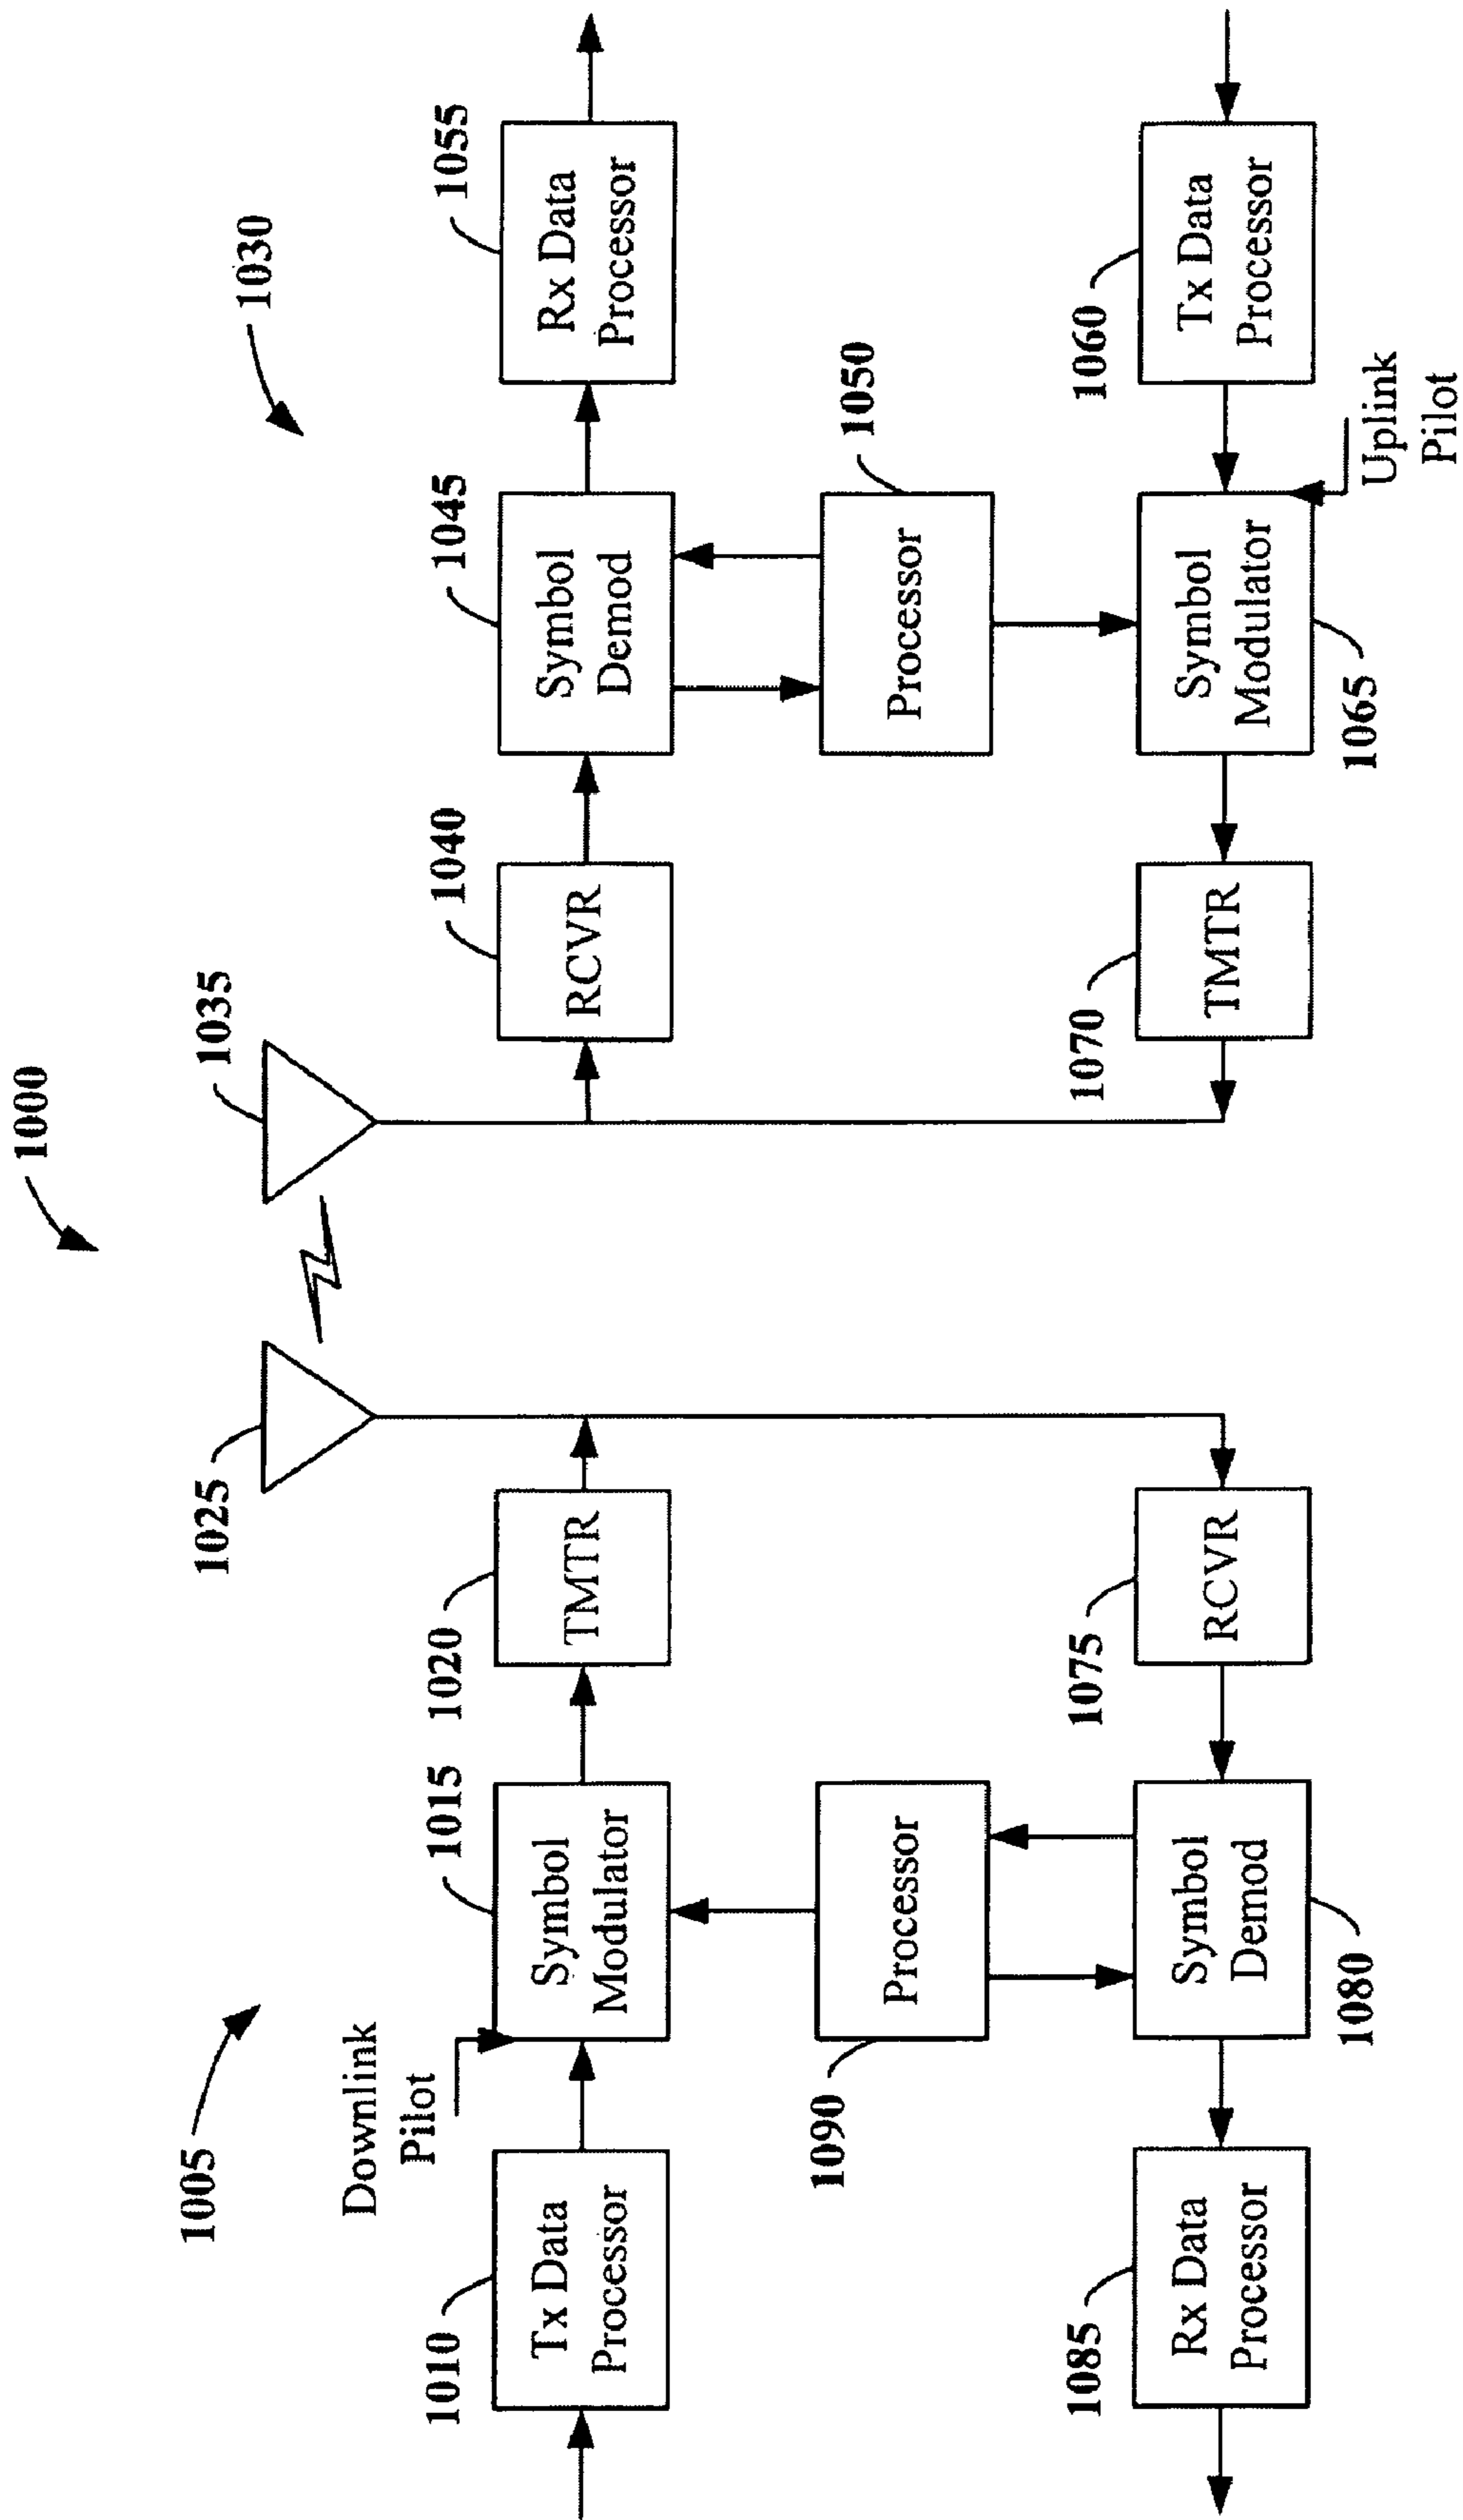 1000
1005
1025
1035
1030
Downlink
Pilot
1010
1015
1020
1040
1045
1055
Tx Data
Processor
Symbol
Modulator
TMTR
RCVR
Symbol
Demod
Rx Data
Processor
1090
Processor
Processor
1050
1085
1075
1070
1060
Rx Data
Processor
Symbol
Demod
RCVR
TMTR
Symbol
Modulator
Tx Data
Processor
1080
1065
Uplink
Pilot